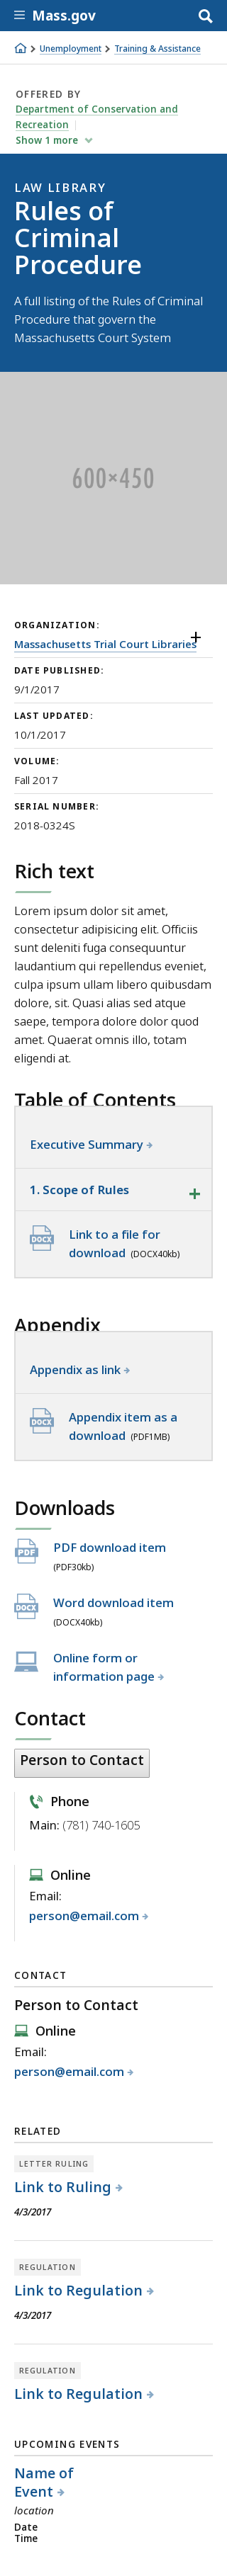 Mass.gov
Unemployment > Training & Assistance
OFFERED BY
Department of Conservation and
Recreation
Show 1 more
LAW LIBRARY
Rules of
Criminal
Procedure
A full listing of the Rules of Criminal
Procedure that govern the
Massachusetts Court System
600×450
ORGANIZATION:
Massachusetts Trial Court Libraries
DATE PUBLISHED:
9/1/2017
LAST UPDATED:
10/1/2017
VOLUME:
Fall 2017
SERIAL NUMBER:
2018-0324S
Rich text
Lorem ipsum dolor sit amet,
consectetur adipisicing elit. Officiis
sunt deleniti fuga consequuntur
laudantium qui repellendus eveniet,
culpa ipsum ullam libero quibusdam
dolore, sit. Quasi alias sed atque
saepe, tempora dolore dolor quod
amet. Quaerat omnis illo, totam
eligendi at.
Table of Contents
Executive Summary
1. Scope of Rules
DOCX
Link to a file for
download (DOCX40kb)
Appendix
Appendix as link
DOCX
Appendix item as a
download (PDF1MB)
Downloads
PDF
PDF download item
(PDF30kb)
DOCX
Word download item
(DOCX40kb)
Online form or
information page
Contact
Person to Contact
Phone
Main: (781) 740-1605
Online
Email:
person@email.com
CONTACT
Person to Contact
Online
Email:
person@email.com
RELATED
LETTER RULING
Link to Ruling
4/3/2017
REGULATION
Link to Regulation
4/3/2017
REGULATION
Link to Regulation
UPCOMING EVENTS
Name of
Event
location
Date
Time